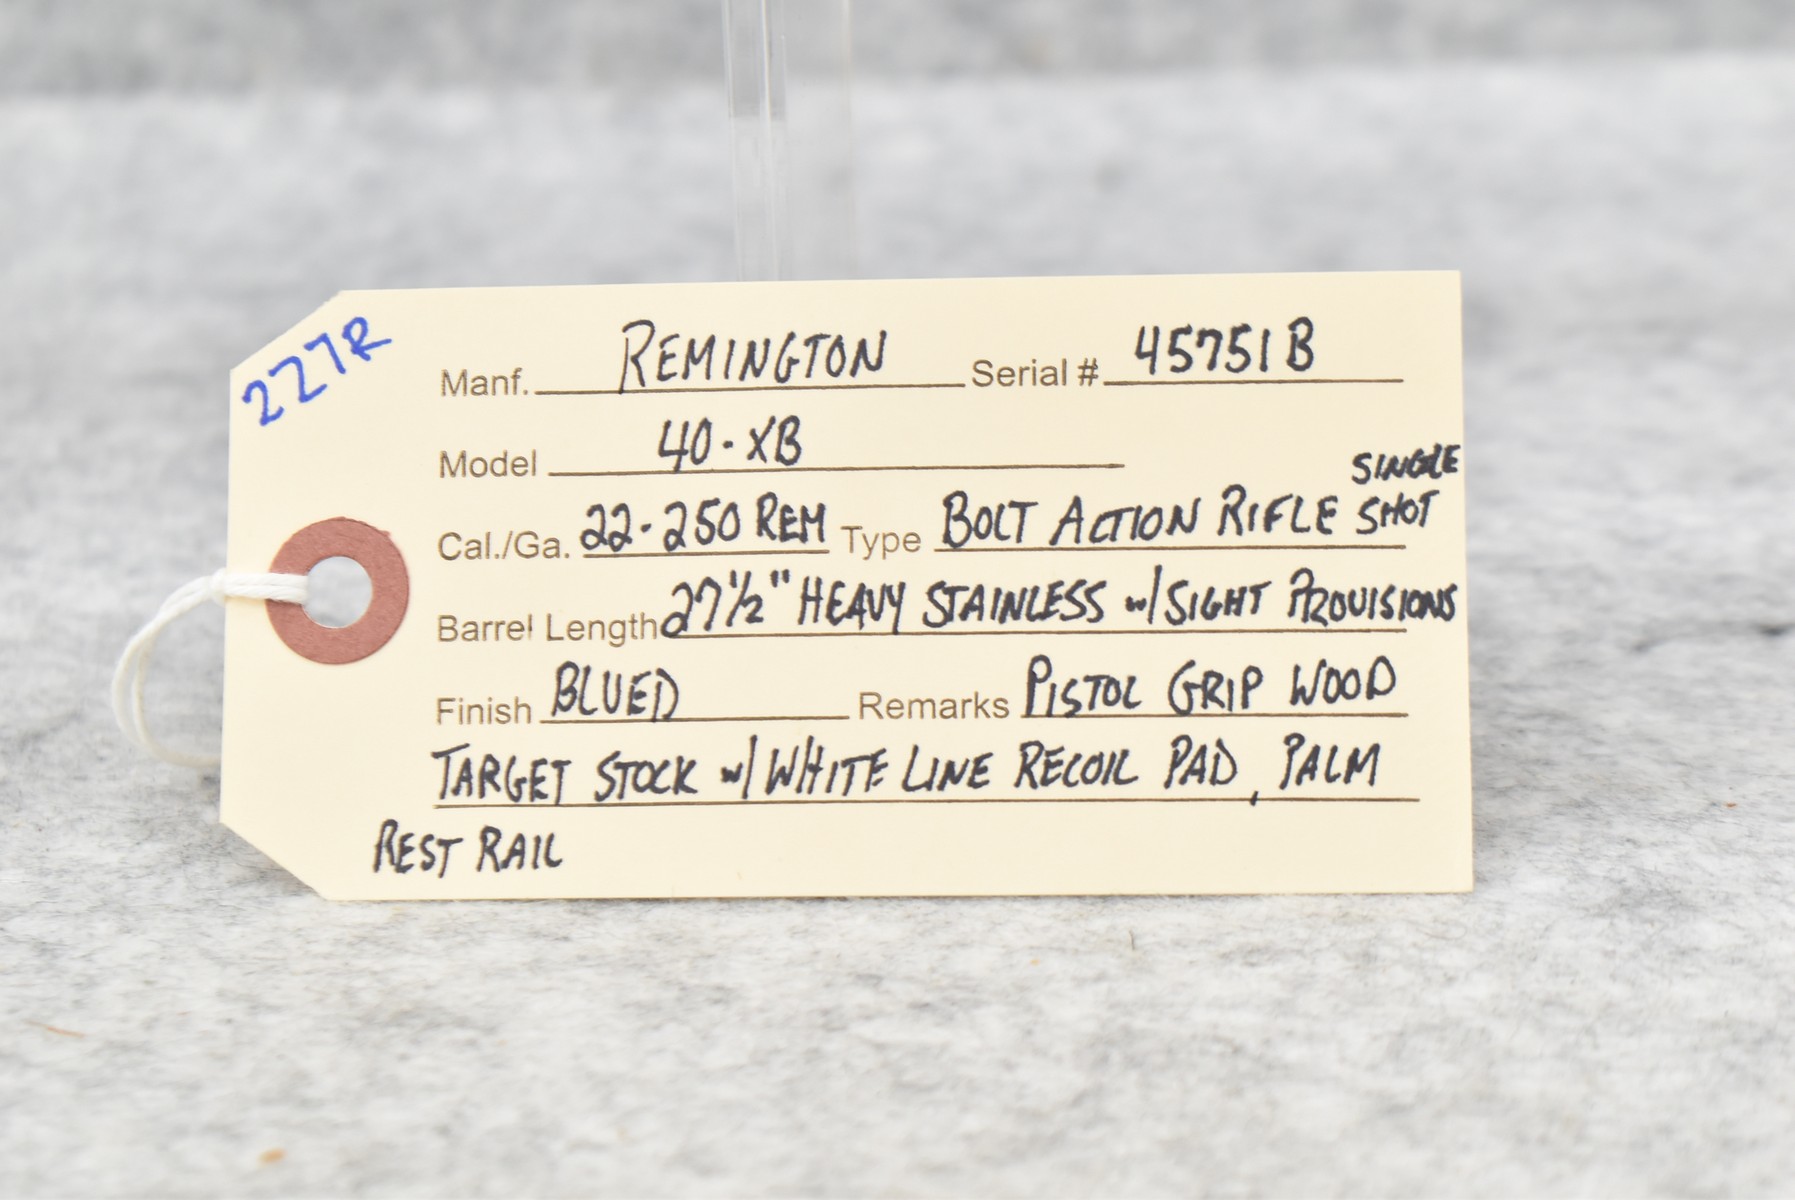 227R
Manf. REMINGTON Serial # 45751B
Model 40-XB
SINGLE
Cal./Ga. 22-250 REM Type BOLT ACTION RIFLE SHOT
Barrel Length 27½" HEAVY STAINLESS w/ SIGHT PROVISIONS
Finish BLUED Remarks PISTOL GRIP WOOD
TARGET STOCK w/ WHITE LINE RECOIL PAD, PALM
REST RAIL